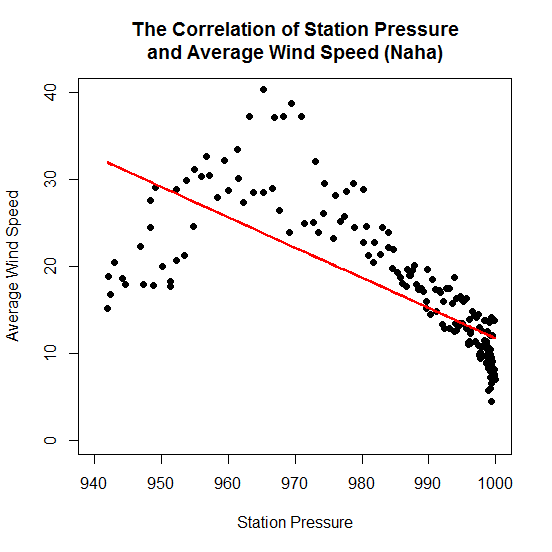 The Correlation of Station Pressure
and Average Wind Speed (Naha)
Average Wind Speed
40
30
20
10
0
940 950 960 970 980 990 1000
Station Pressure